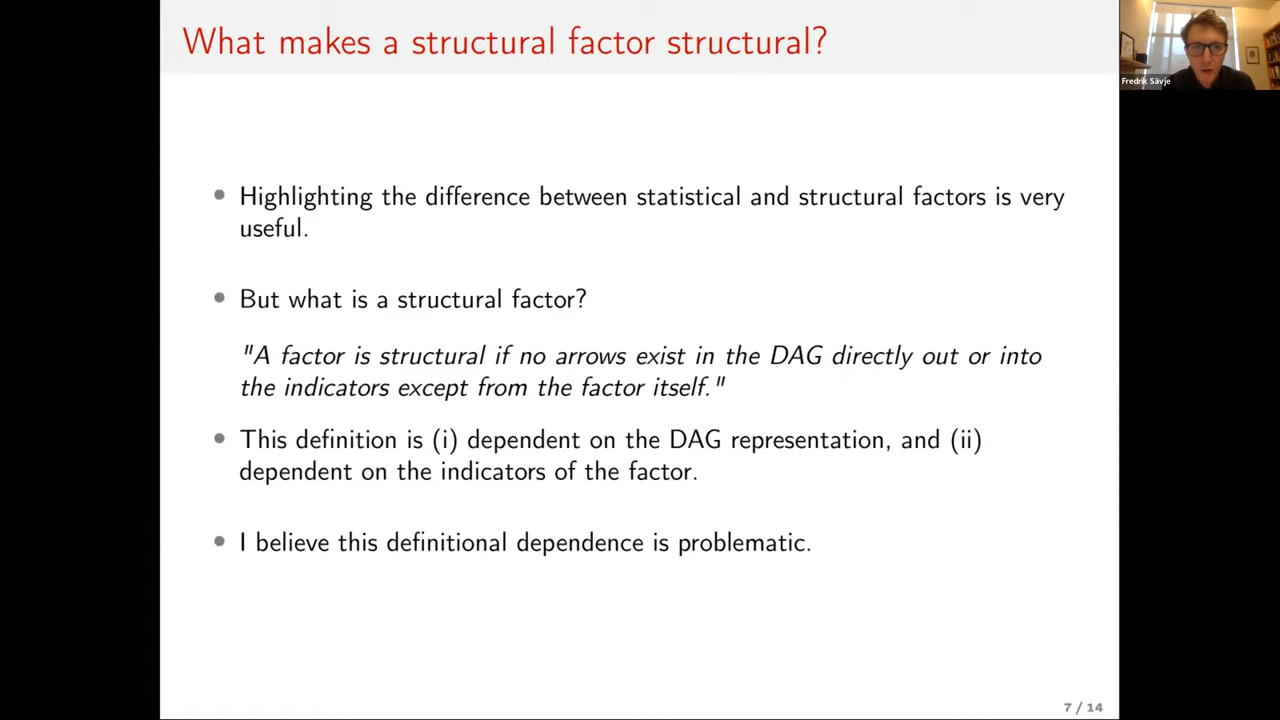 What makes a structural factor structural?
Fredrik Sävje
Highlighting the difference between statistical and structural factors is very
useful.
But what is a structural factor?
"A factor is structural if no arrows exist in the DAG directly out or into
the indicators except from the factor itself."
This definition is (i) dependent on the DAG representation, and (ii)
dependent on the indicators of the factor.
I believe this definitional dependence is problematic.
7 / 14